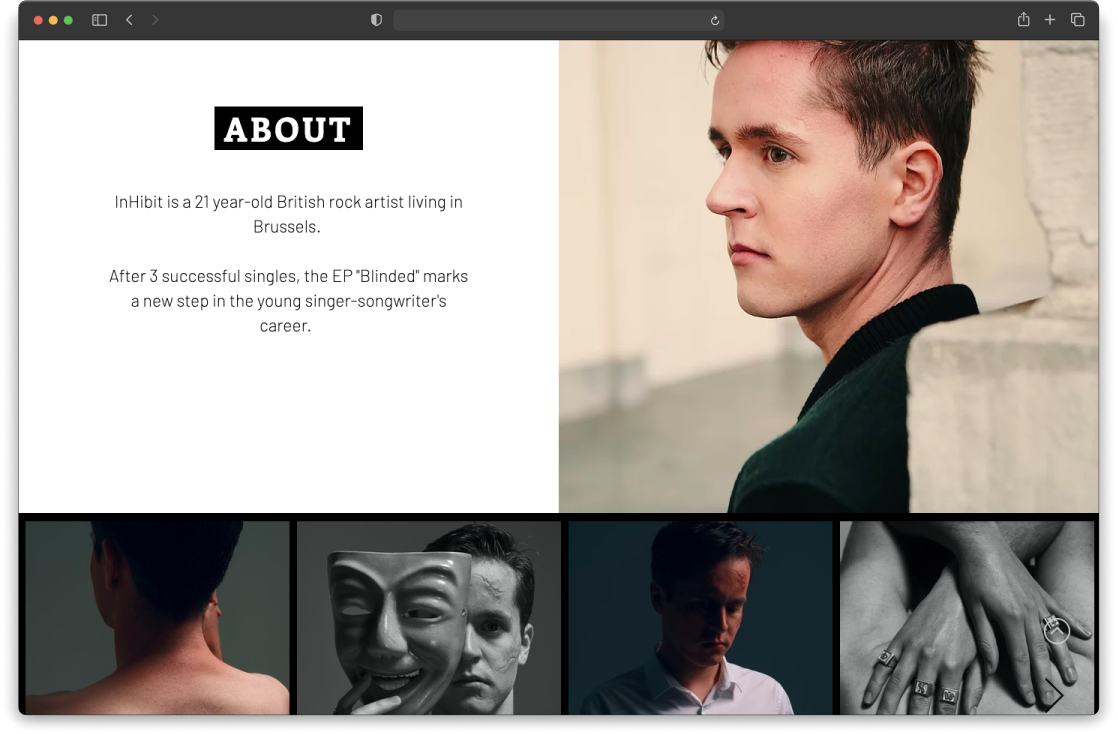 ABOUT
InHibit is a 21 year-old British rock artist living in
Brussels.
After 3 successful singles, the EP "Blinded" marks
a new step in the young singer-songwriter's
career.